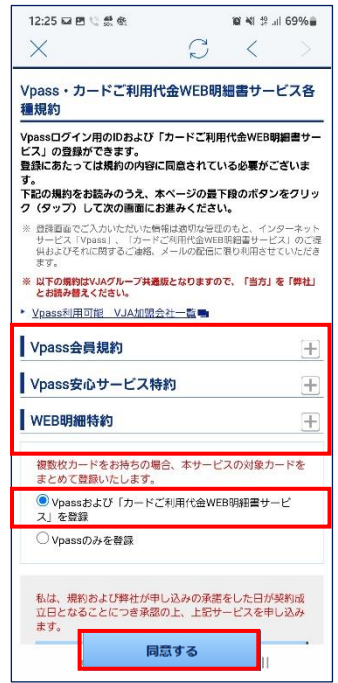 12:25
69%
Vpass・カードご利用代金WEB明細書サービス各
種規約
Vpassログイン用のIDおよび「カードご利用代金WEB明細書サー
ビス」の登録ができます。
登録にあたっては規約の内容に同意されている必要がございま
す。
下記の規約をお読みのうえ、本ページの最下段のボタンをクリッ
ク（タップ）して次の画面にお進みください。
※ 登録画面でご入力いただいた情報は適切な管理のもと、インターネット
サービス「Vpass」、「カードご利用代金WEB明細書サービス」のご提
供およびそれに関するご連絡、メールの配信に限り利用させていただき
ます。
※ 以下の規約はVJAグループ共通版となりますので、「当方」を「弊社」
とお読み替えください。
Vpass利用可能 VJA加盟会社一覧
Vpass会員規約
Vpass安心サービス特約
WEB明細特約
複数枚カードをお持ちの場合、本サービスの対象カードを
まとめて登録いたします。
Vpassおよび「カードご利用代金WEB明細書サービ
ス」を登録
Vpassのみを登録
私は、規約および弊社が申し込みの承諾をした日が契約成
立日となることにつき承認の上、上記サービスを申し込み
ます。
同意する